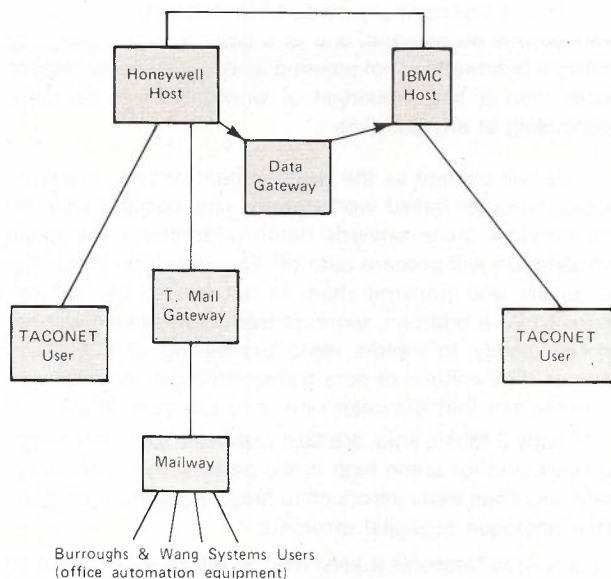 Honeywell
Host
IBMC
Host
Data
Gateway
T. Mail
Gateway
TACONET
User
TACONET
User
Mailway
Burroughs & Wang Systems Users
(office automation equipment)